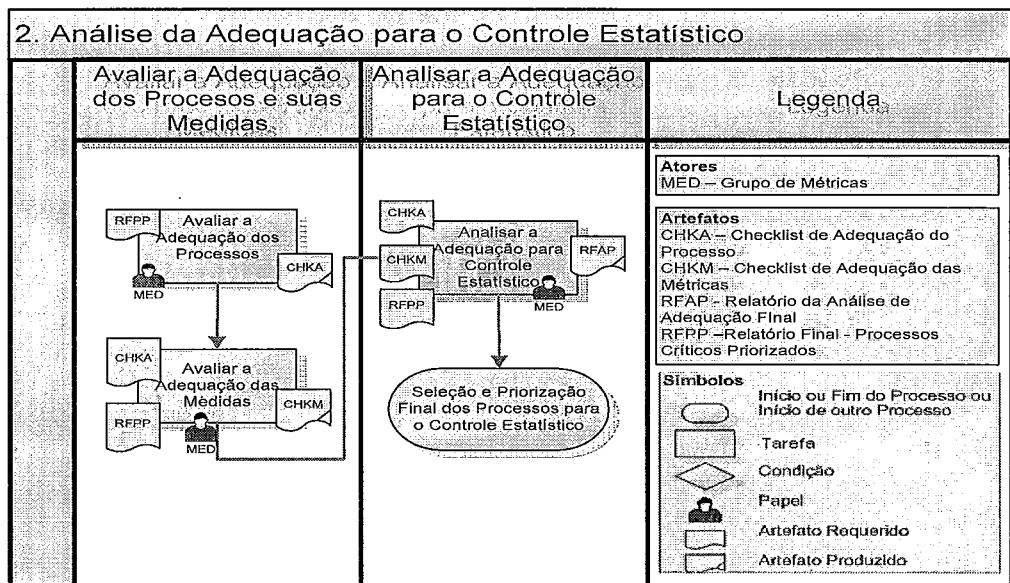 2. Análise da Adequação para o Controle Estatístico
Avaliar a Adequação
dos Procesos e suas
Medidas
Analisar a Adequação
para o Controle
Estatístico
Legenda
RFPP
Avaliar a
Adequação dos
Processos
CHKA
MED
CHKA
RFPP
Avaliar a
Adequação das
Medidas
CHKM
MED
CHKA
CHKM
RFPP
Analisar a
Adequação para
Controle
Estatístico
RFAP
MED
Seleção e Priorização
Final dos Processos para
o Controle Estatístico
Atores
MED – Grupo de Métricas
Artefatos
CHKA – Checklist de Adequação do
Processo
CHKM – Checklist de Adequação das
Métricas
RFAP - Relatório da Análise de
Adequação FInal
RFPP –Relatório Final - Processos
Críticos Priorizados
Símbolos
Início ou Fim do Processo ou
Início de outro Processo
Tarefa
Condição
Papel
Artefato Requerido
Artefato Produzido